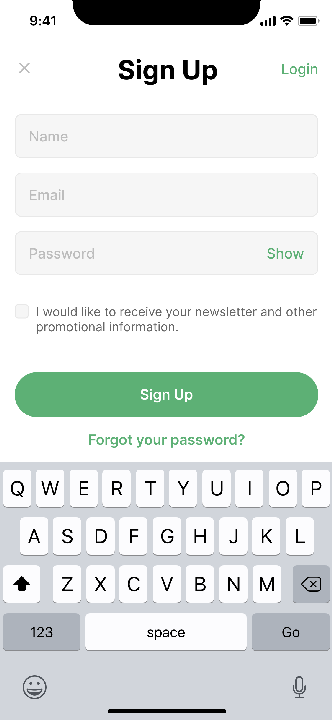 9:41
Sign Up
Login
Name
Email
Password
Show
I would like to receive your newsletter and other
promotional information.
Sign Up
Forgot your password?
Q W E R T Y U I O P
A S D F G H J K L
Z X C V B N M
123 space Go